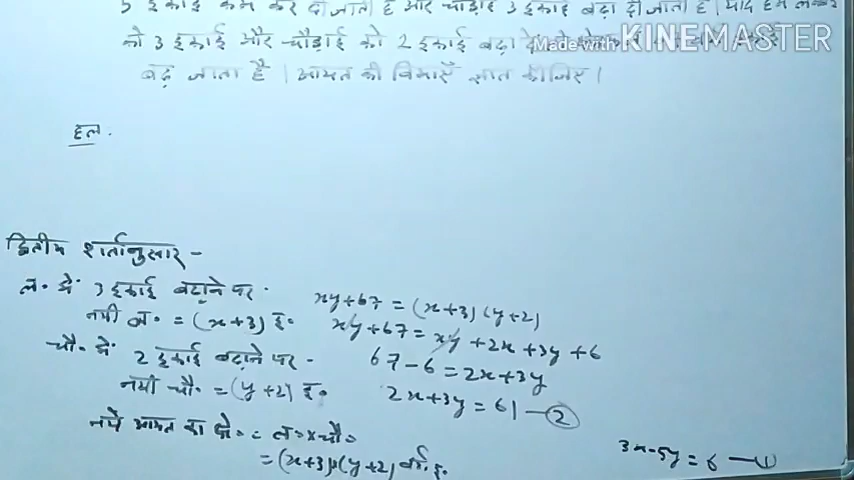 5 इकाई कम कर दी जाती है और चौड़ाई 3 इकाई बढ़ा दी जाती है। यदि हम लम्बाई
को 3 इकाई और चौड़ाई को 2 इकाई बढ़ा दें
Made with KINEMASTER
बढ़ जाता है। आयत की विमाएँ ज्ञात कीजिए।
हल.
द्वितीय शर्तानुसार -
ल॰ में 3 इकाई बढ़ाने पर.
नयी ल॰ = (x+3) इ॰
चौ॰ में 2 इकाई बढ़ाने पर -
नयी चौ॰ = (y+2) इ॰
नये आयत का क्षे॰ = ल॰ x चौ॰
= (x+3) (y+2) वर्ग. इ.
xy+67 = (x+3) (y+2)
xy+67 = xy + 2x + 3y + 6
67 - 6 = 2x + 3y
2x + 3y = 61 — 2
3x - 5y = 6 — 1